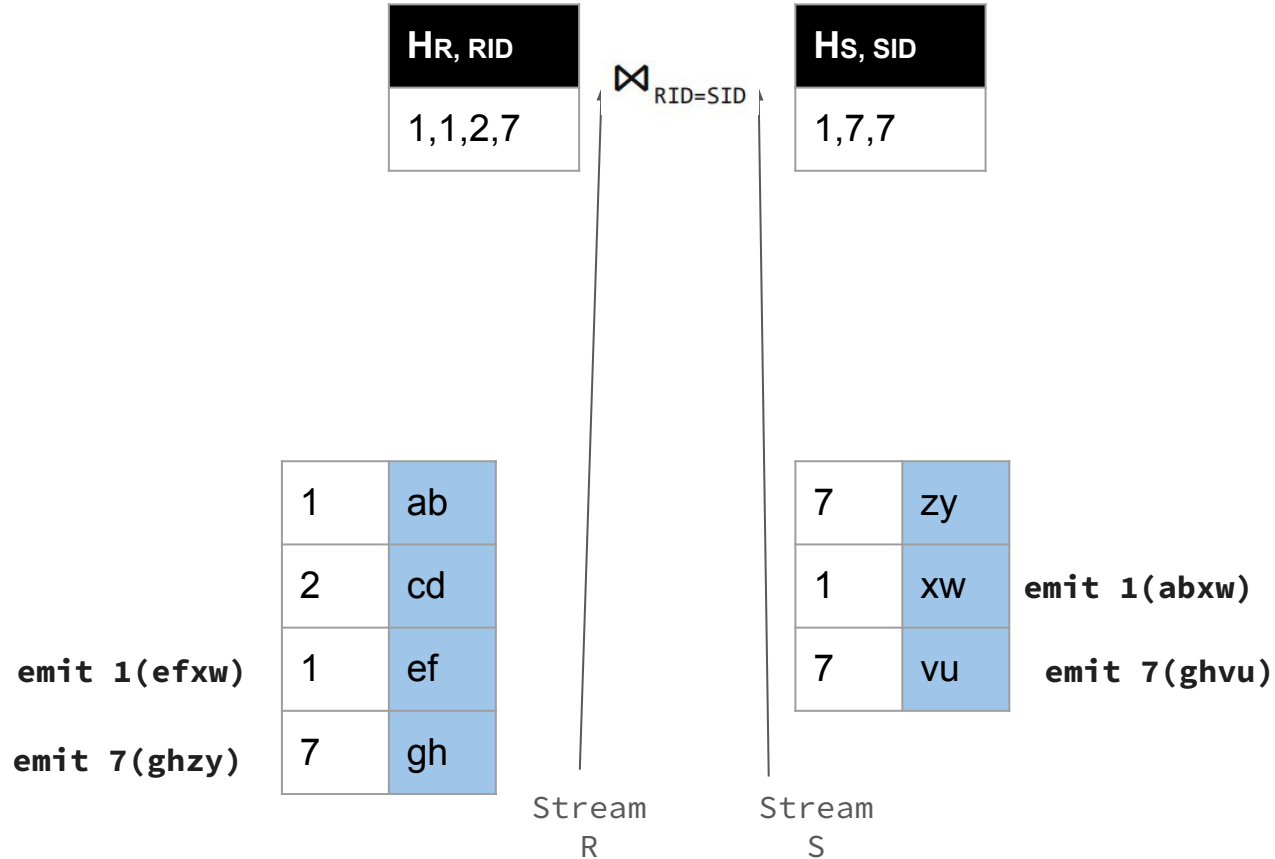 HR, RID
⋈RID=SID
HS, SID
1,1,2,7
1,7,7
1 ab
2 cd
emit 1(efxw) 1 ef
emit 7(ghzy) 7 gh
7 zy
1 xw emit 1(abxw)
7 vu emit 7(ghvu)
Stream
R
Stream
S